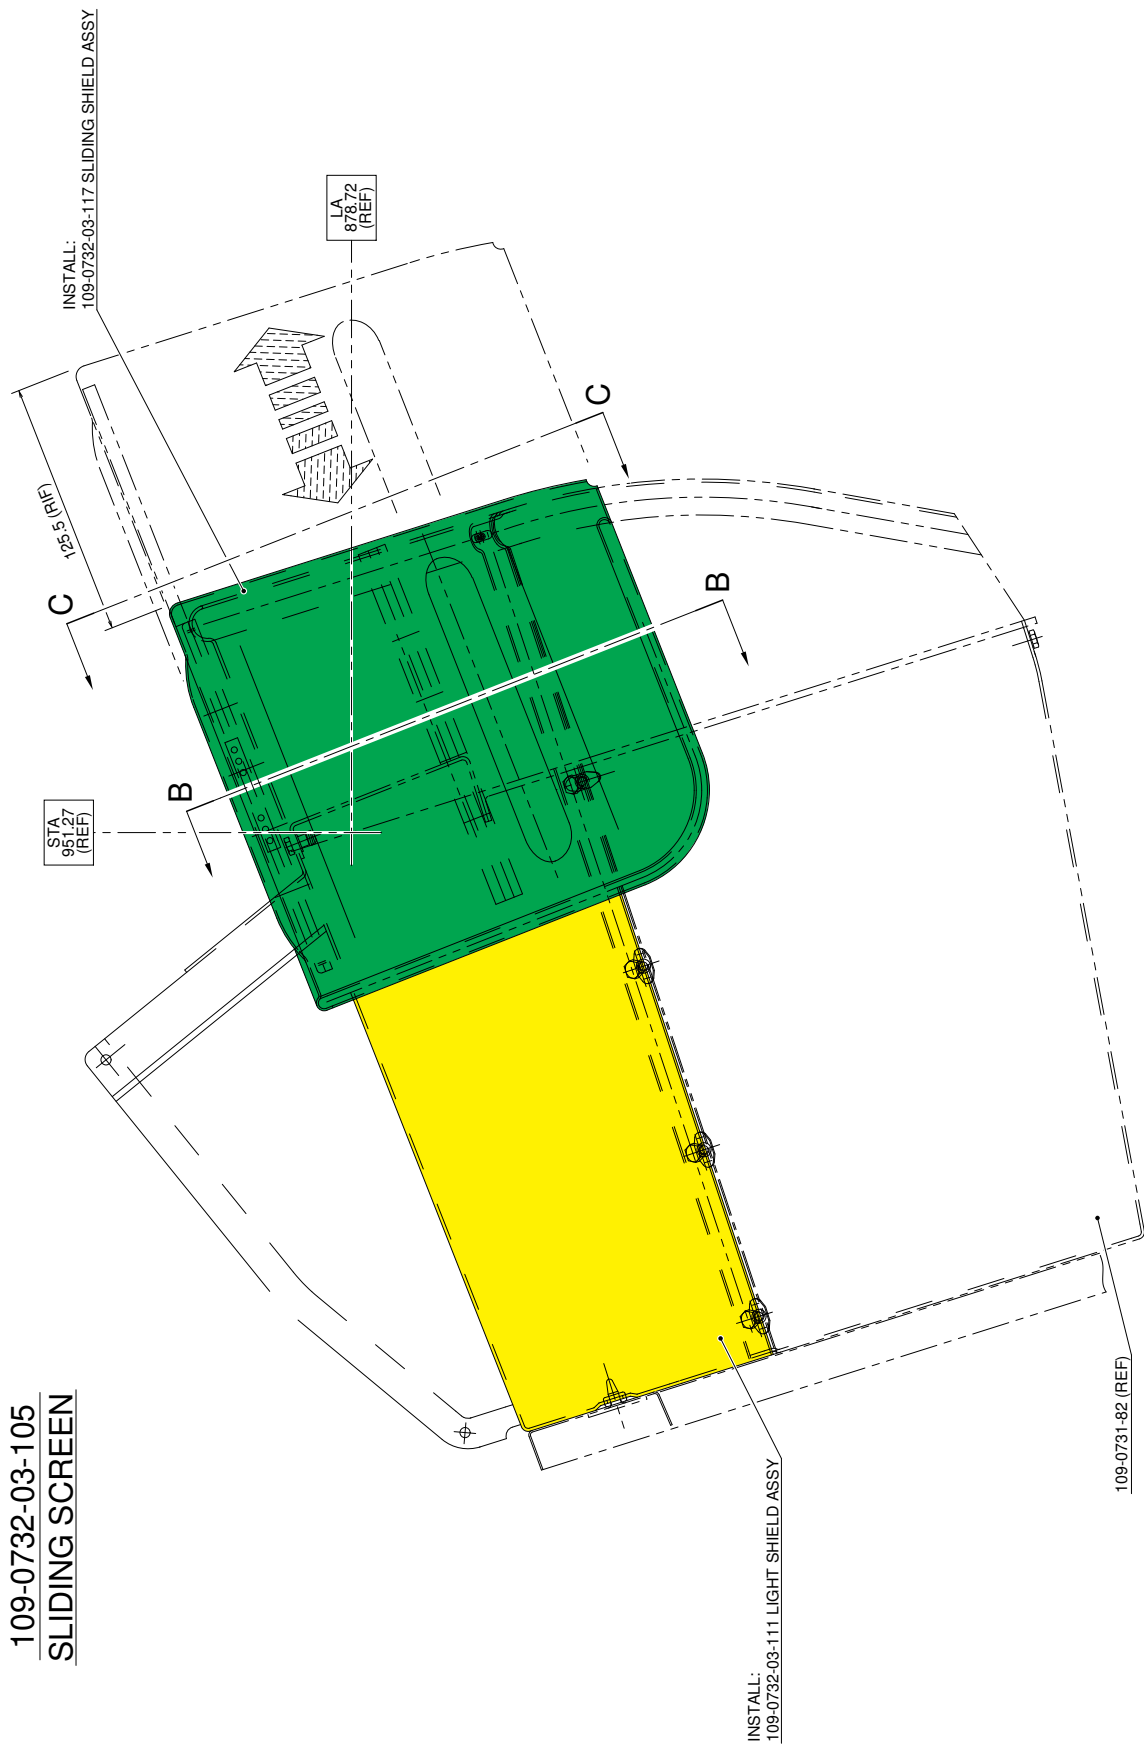 109-0732-03-105
SLIDING SCREEN
INSTALL:
109-0732-03-117 SLIDING SHIELD ASSY
125.5 (RIF)
LA
878.72
(REF)
STA
951.27
(REF)
C
C
B
B
INSTALL:
109-0732-03-111 LIGHT SHIELD ASSY
109-0731-82 (REF)